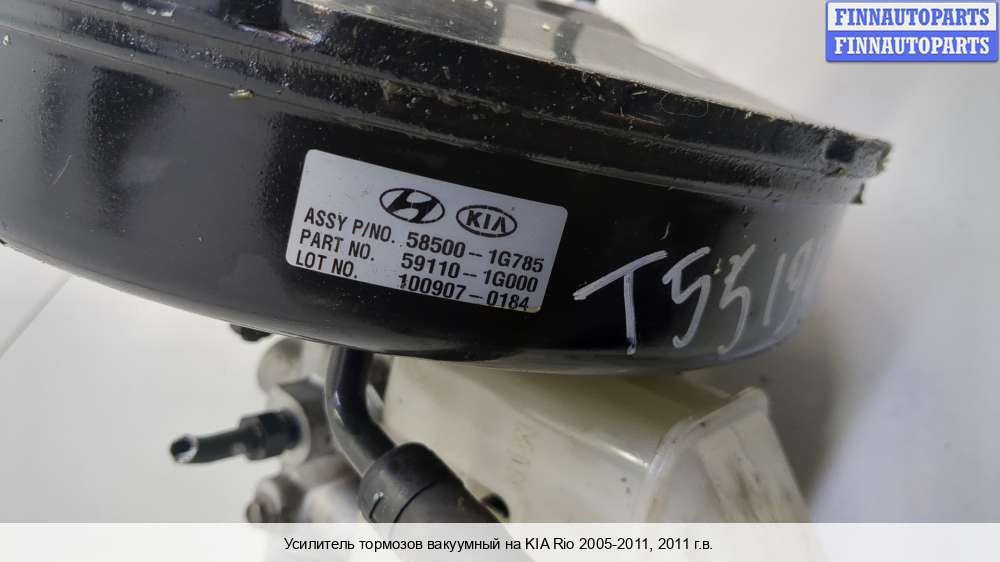 FINNAUTOPARTS
FINNAUTOPARTS
KIA
ASSY P/NO. 58500-1G785
PART NO. 59110-1G000
LOT NO. 100907-0184
Усилитель тормозов вакуумный на KIA Rio 2005-2011, 2011 г.в.